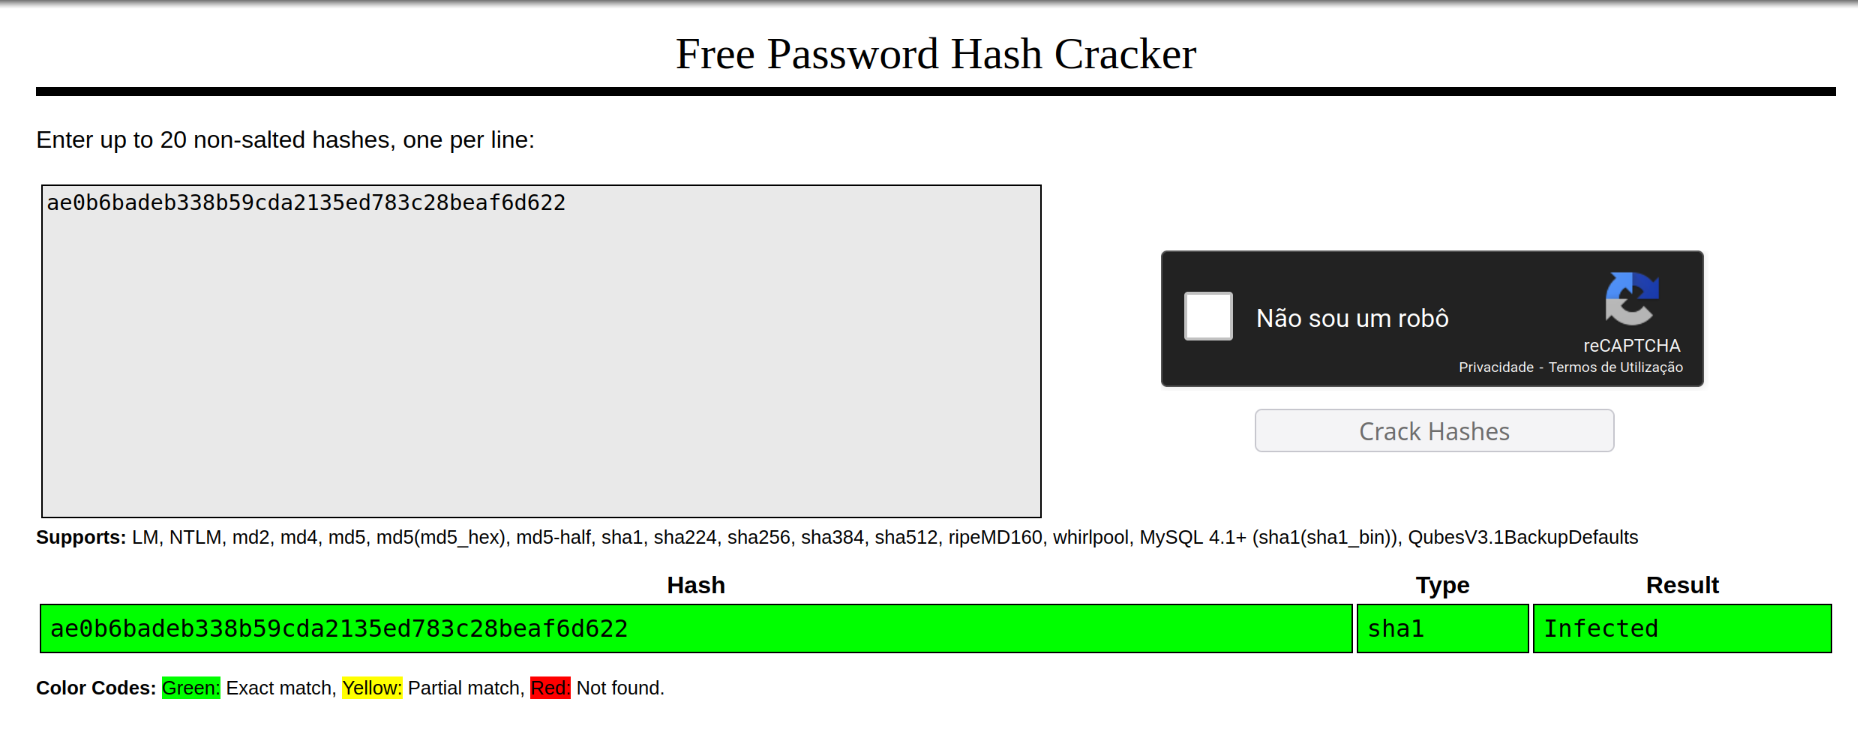 Free Password Hash Cracker
Enter up to 20 non-salted hashes, one per line:
ae0b6badeb338b59cda2135ed783c28beaf6d622
Não sou um robô
reCAPTCHA
Privacidade - Termos de Utilização
Crack Hashes
Supports: LM, NTLM, md2, md4, md5, md5(md5_hex), md5-half, sha1, sha224, sha256, sha384, sha512, ripeMD160, whirlpool, MySQL 4.1+ (sha1(sha1_bin)), QubesV3.1BackupDefaults
Hash Type Result
ae0b6badeb338b59cda2135ed783c28beaf6d622 sha1 Infected
Color Codes: Green: Exact match, Yellow: Partial match, Red: Not found.